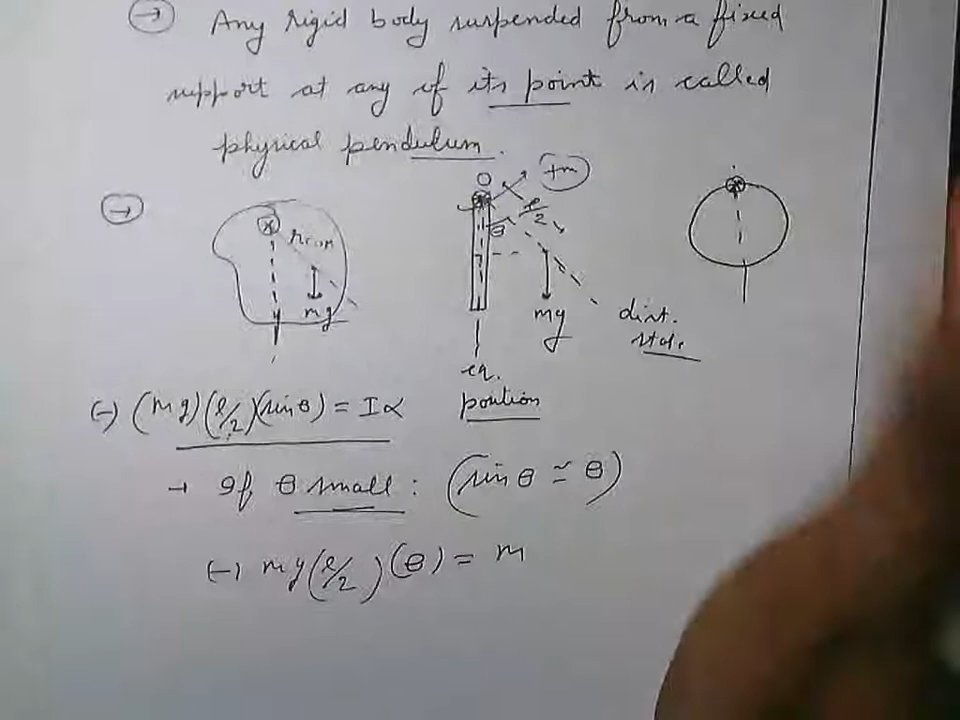 → Any rigid body suspended from a fixed
support at any of its point is called
physical pendulum.
→
O
+m
l/2
θ
rcom
mg
mg
dist.
state
eq.
position
(-) (mg)(l/2)(sinθ) = Iα
→ If θ small : (sinθ ≃ θ)
(-) mg(l/2)(θ) = m